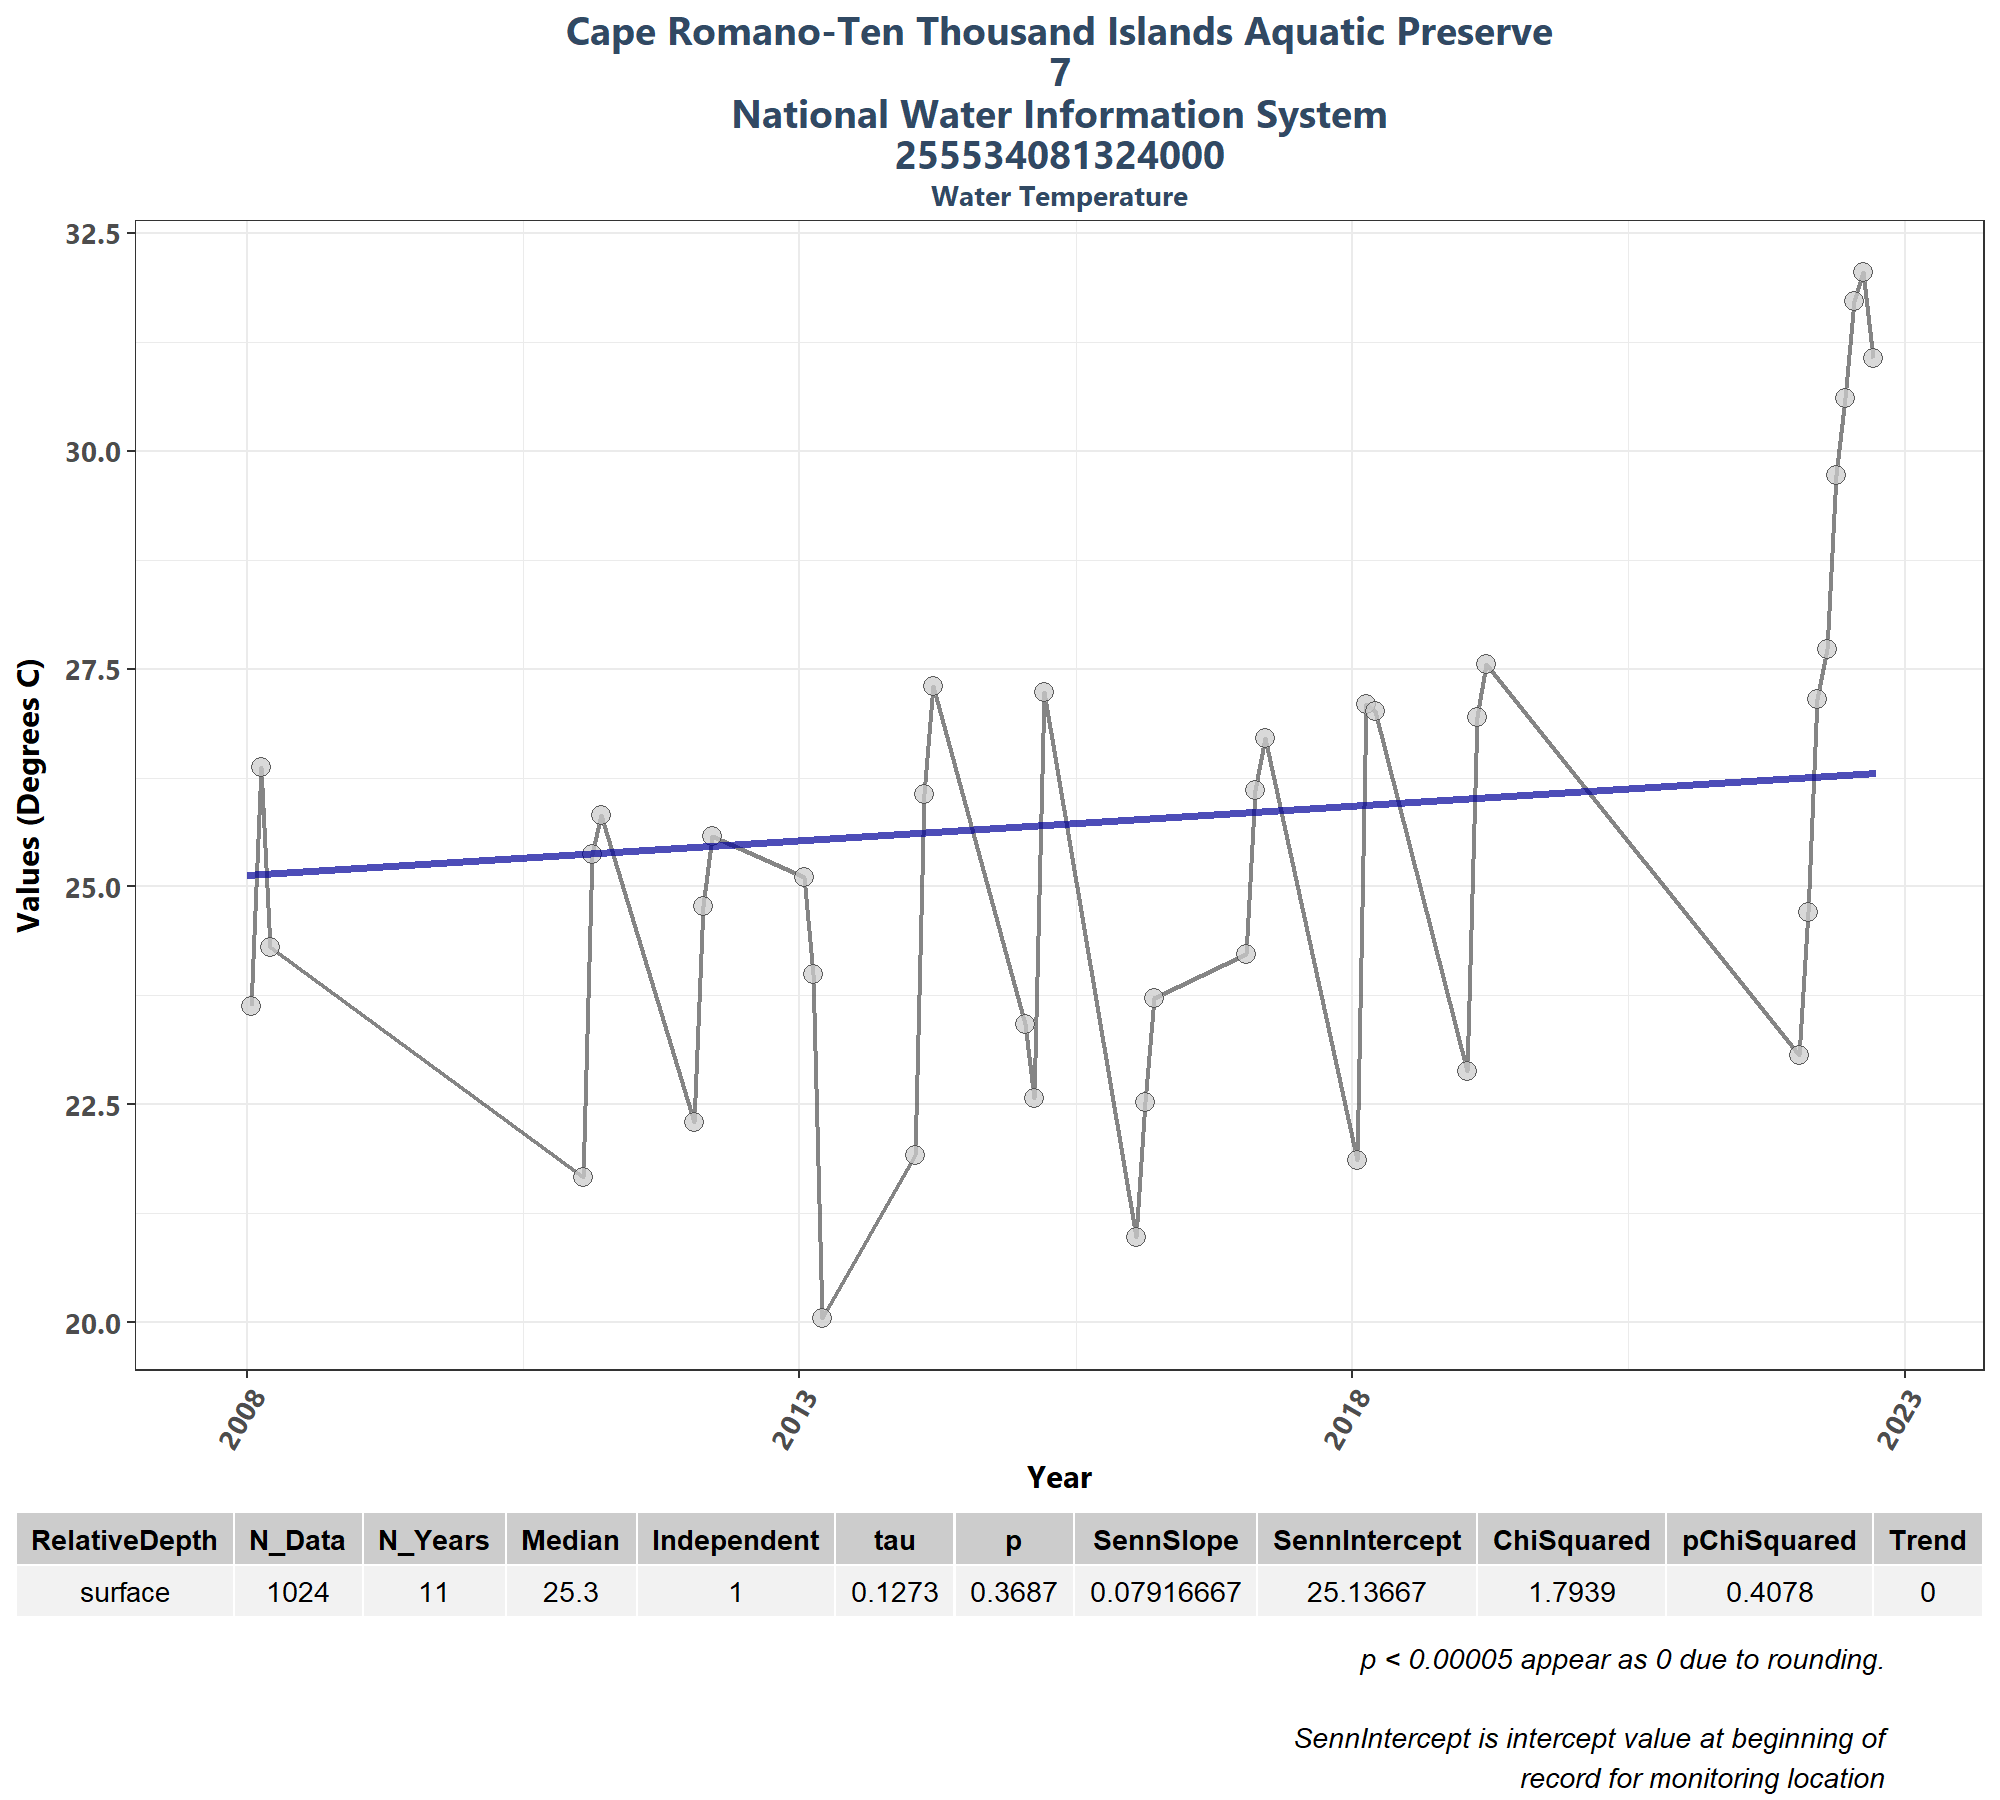 Cape Romano-Ten Thousand Islands Aquatic Preserve
7
National Water Information System
255534081324000
Water Temperature
Values (Degrees C)
32.5
30.0
27.5
25.0
22.5
20.0
2008
2013
2018
2023
Year
RelativeDepth N_Data N_Years Median Independent tau p SennSlope SennIntercept ChiSquared pChiSquared Trend
surface 1024 11 25.3 1 0.1273 0.3687 0.07916667 25.13667 1.7939 0.4078 0
p < 0.00005 appear as 0 due to rounding.
SennIntercept is intercept value at beginning of
record for monitoring location